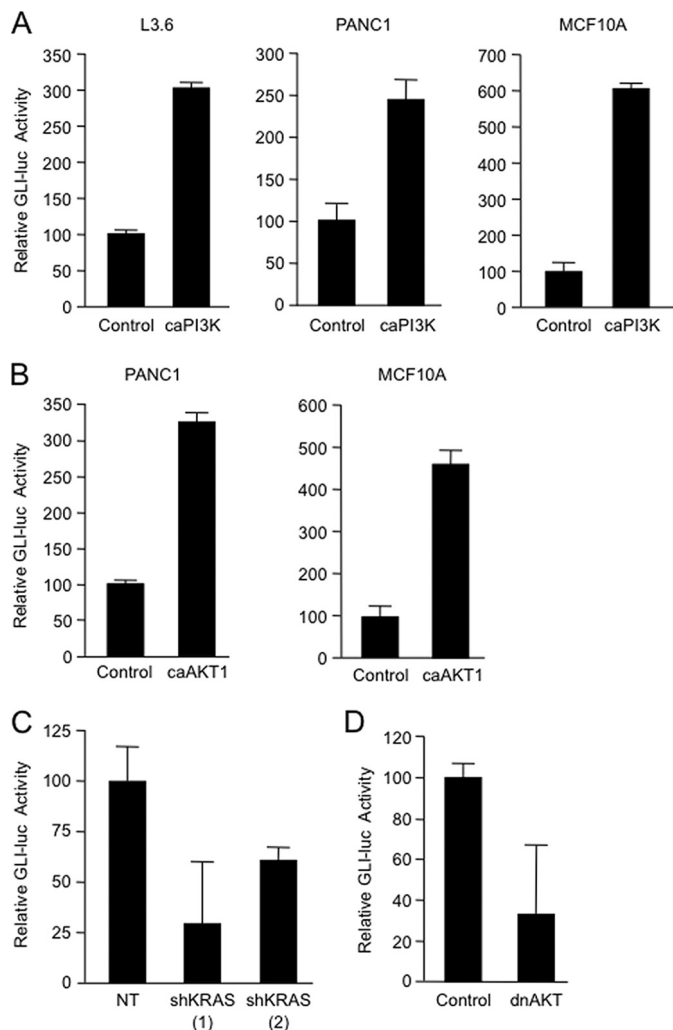 A
L3.6
PANC1
MCF10A
Relative GLI-luc Activity
350
300
250
200
150
100
50
0
Control caPI3K
300
250
200
150
100
50
0
Control caPI3K
700
600
500
400
300
200
100
0
Control caPI3K
B
PANC1
MCF10A
Relative GLI-luc Activity
350
300
250
200
150
100
50
0
Control caAKT1
600
500
400
300
200
100
0
Control caAKT1
C
Relative GLI-luc Activity
125
100
75
50
25
0
NT shKRAS shKRAS
(1) (2)
D
Relative GLI-luc Activity
120
100
80
60
40
20
0
Control dnAKT